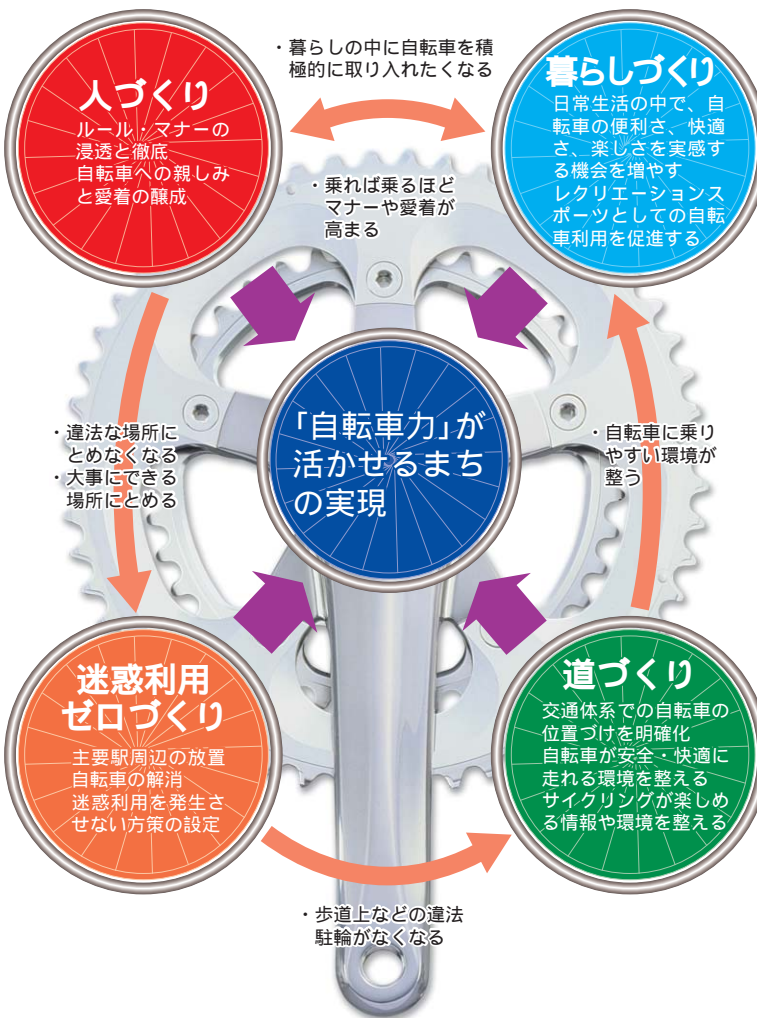 ・暮らしの中に自転車を積
極的に取り入れたくなる
人づくり
ルール・マナーの
浸透と徹底
自転車への親しみ
と愛着の醸成
暮らしづくり
日常生活の中で、自
転車の便利さ、快適
さ、楽しさを実感す
る機会を増やす
レクリエーションス
ポーツとしての自転
車利用を促進する
・乗れば乗るほど
マナーや愛着が
高まる
・違法な場所に
とめなくなる
・大事にできる
場所にとめる
「自転車力」が
活かせるまち
の実現
・自転車に乗り
やすい環境が
整う
迷惑利用
ゼロづくり
主要駅周辺の放置
自転車の解消
迷惑利用を発生さ
せない方策の設定
道づくり
交通体系での自転車の
位置づけを明確化
自転車が安全・快適に
走れる環境を整える
サイクリングが楽しめ
る情報や環境を整える
・歩道上などの違法
駐輪がなくなる